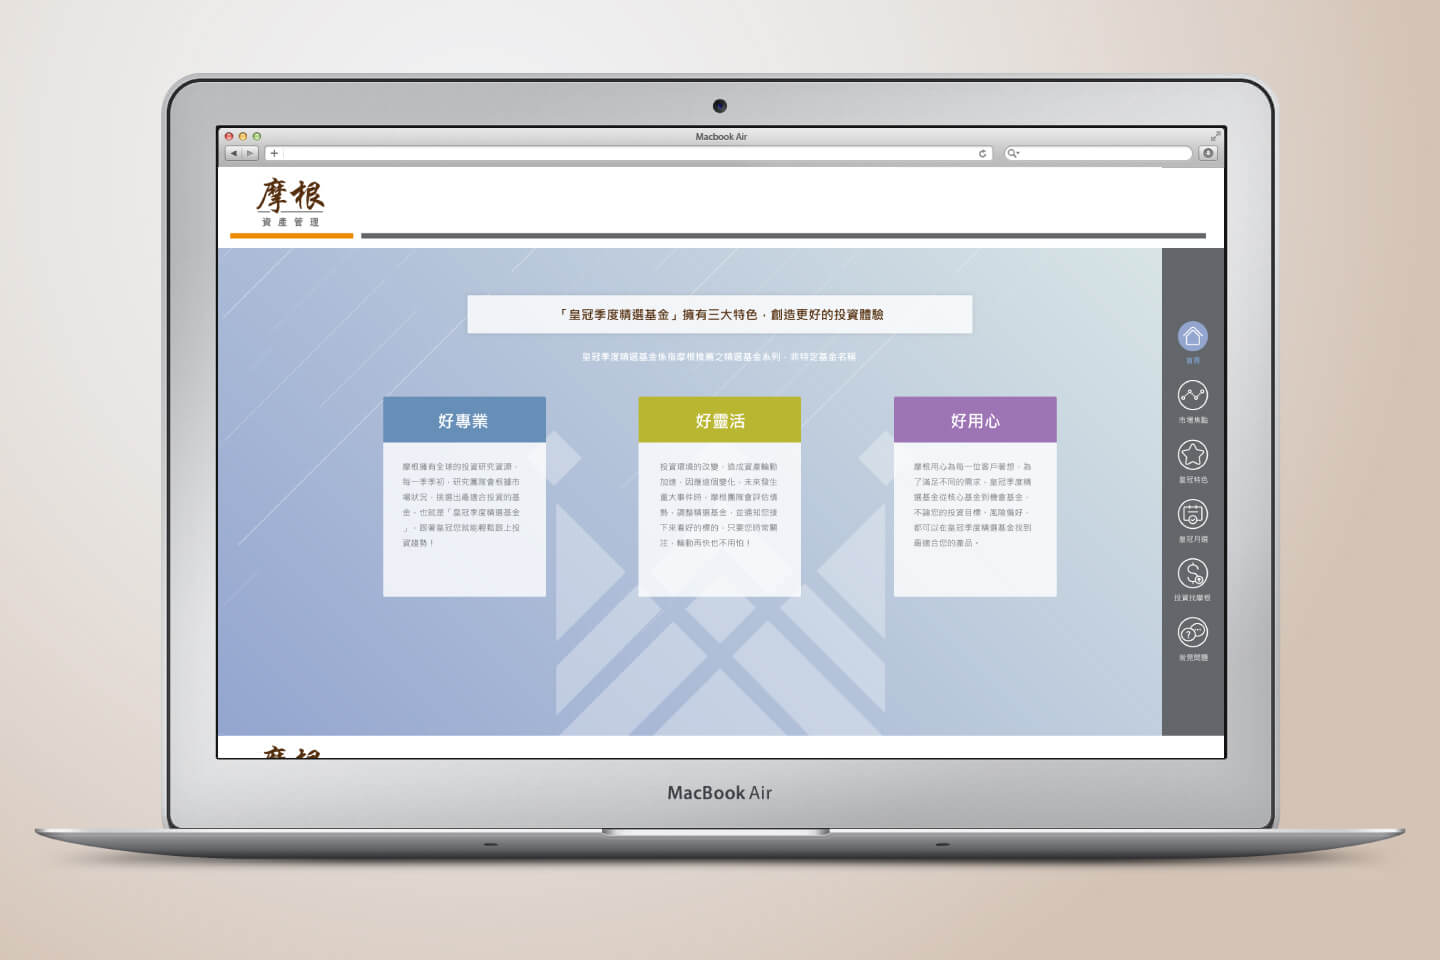 Macbook Air
摩根
資產管理
「皇冠季度精選基金」擁有三大特色，創造更好的投資體驗
皇冠季度精選基金係指摩根推薦之精選基金系列，非特定基金名稱
好專業
摩根擁有全球的投資研究資源，
每一季季初，研究團隊會根據市
場狀況，挑選出最適合投資的基
金，也就是「皇冠季度精選基金
」，跟著皇冠您就能輕鬆跟上投
資趨勢！
好靈活
投資環境的改變，造成資產輪動
加速，因應這個變化，未來發生
重大事件時，摩根團隊會評估情
勢，調整精選基金，並通知您接
下來看好的標的，只要您時常關
注，輪動再快也不用怕！
好用心
摩根用心為每一位客戶著想，為
了滿足不同的需求，皇冠季度精
選基金從核心基金到機會基金，
不論您的投資目標、風險偏好，
都可以在皇冠季度精選基金找到
最適合您的產品。
首頁
市場焦點
皇冠特色
皇冠月選
投資找摩根
常見問題
摩根
MacBook Air